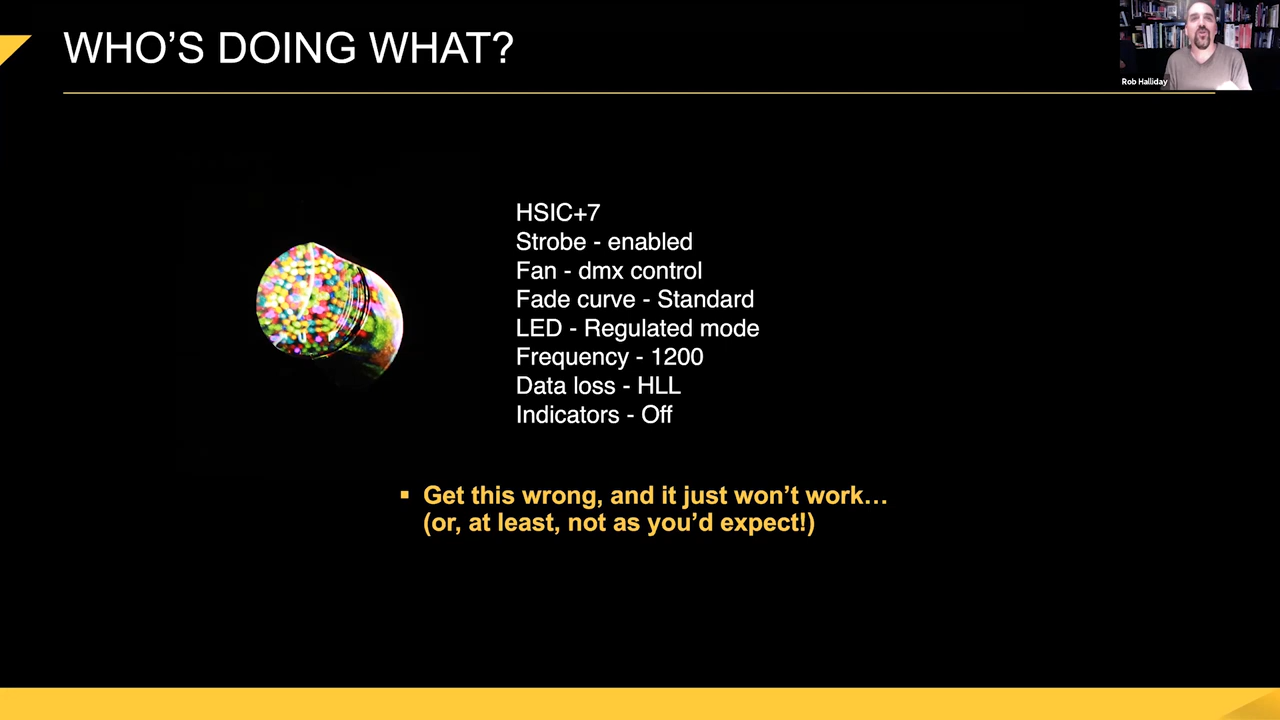 WHO’S DOING WHAT?
Rob Halliday
HSIC+7
Strobe - enabled
Fan - dmx control
Fade curve - Standard
LED - Regulated mode
Frequency - 1200
Data loss - HLL
Indicators - Off
▪ Get this wrong, and it just won’t work…
(or, at least, not as you’d expect!)